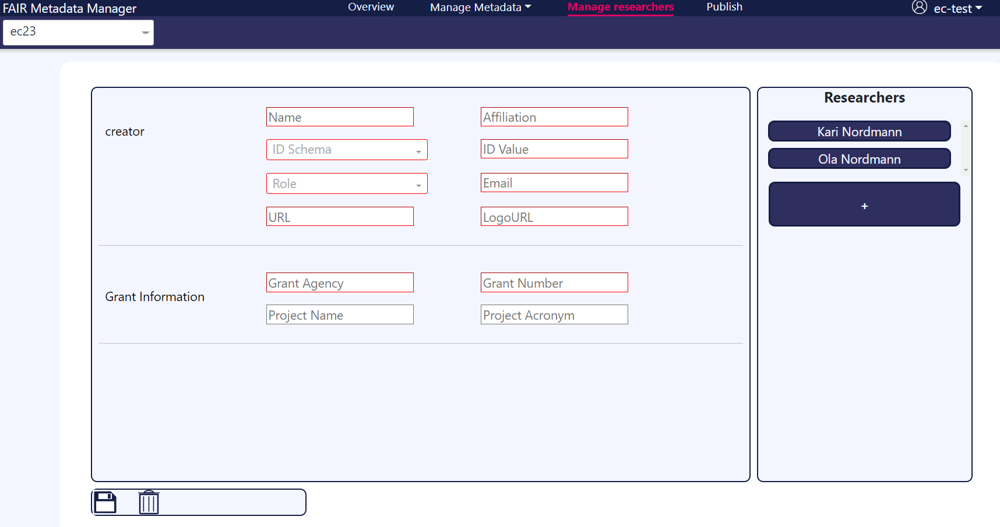 FAIR Metadata Manager
Overview
Manage Metadata
Manage researchers
Publish
ec-test
ec23
creator
Name
Affiliation
ID Schema
ID Value
Role
Email
URL
LogoURL
Grant Information
Grant Agency
Grant Number
Project Name
Project Acronym
Researchers
Kari Nordmann
Ola Nordmann
+